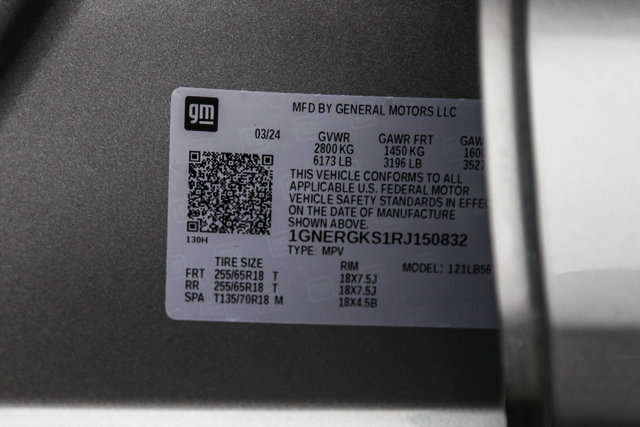 gm
MFD BY GENERAL MOTORS LLC
03/24 GVWR GAWR FRT GAW
2800 KG 1450 KG 1600
6173 LB 3196 LB 3527
THIS VEHICLE CONFORMS TO ALL
APPLICABLE U.S. FEDERAL MOTOR
VEHICLE SAFETY STANDARDS IN EFFEC
ON THE DATE OF MANUFACTURE
SHOWN ABOVE.
130H
1GNERGKS1RJ150832
TYPE: MPV
TIRE SIZE RIM MODEL: 121LB56
FRT 255/65R18 T 18X7.5J
RR 255/65R18 T 18X7.5J
SPA T135/70R18 M 18X4.5B